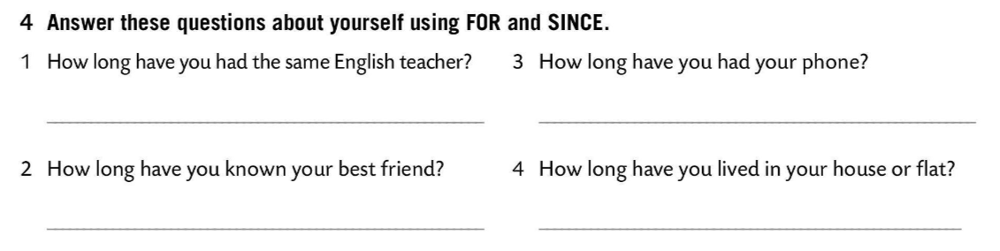 4 Answer these questions about yourself using FOR and SINCE.
1 How long have you had the same English teacher?
2 How long have you known your best friend?
3 How long have you had your phone?
4 How long have you lived in your house or flat?